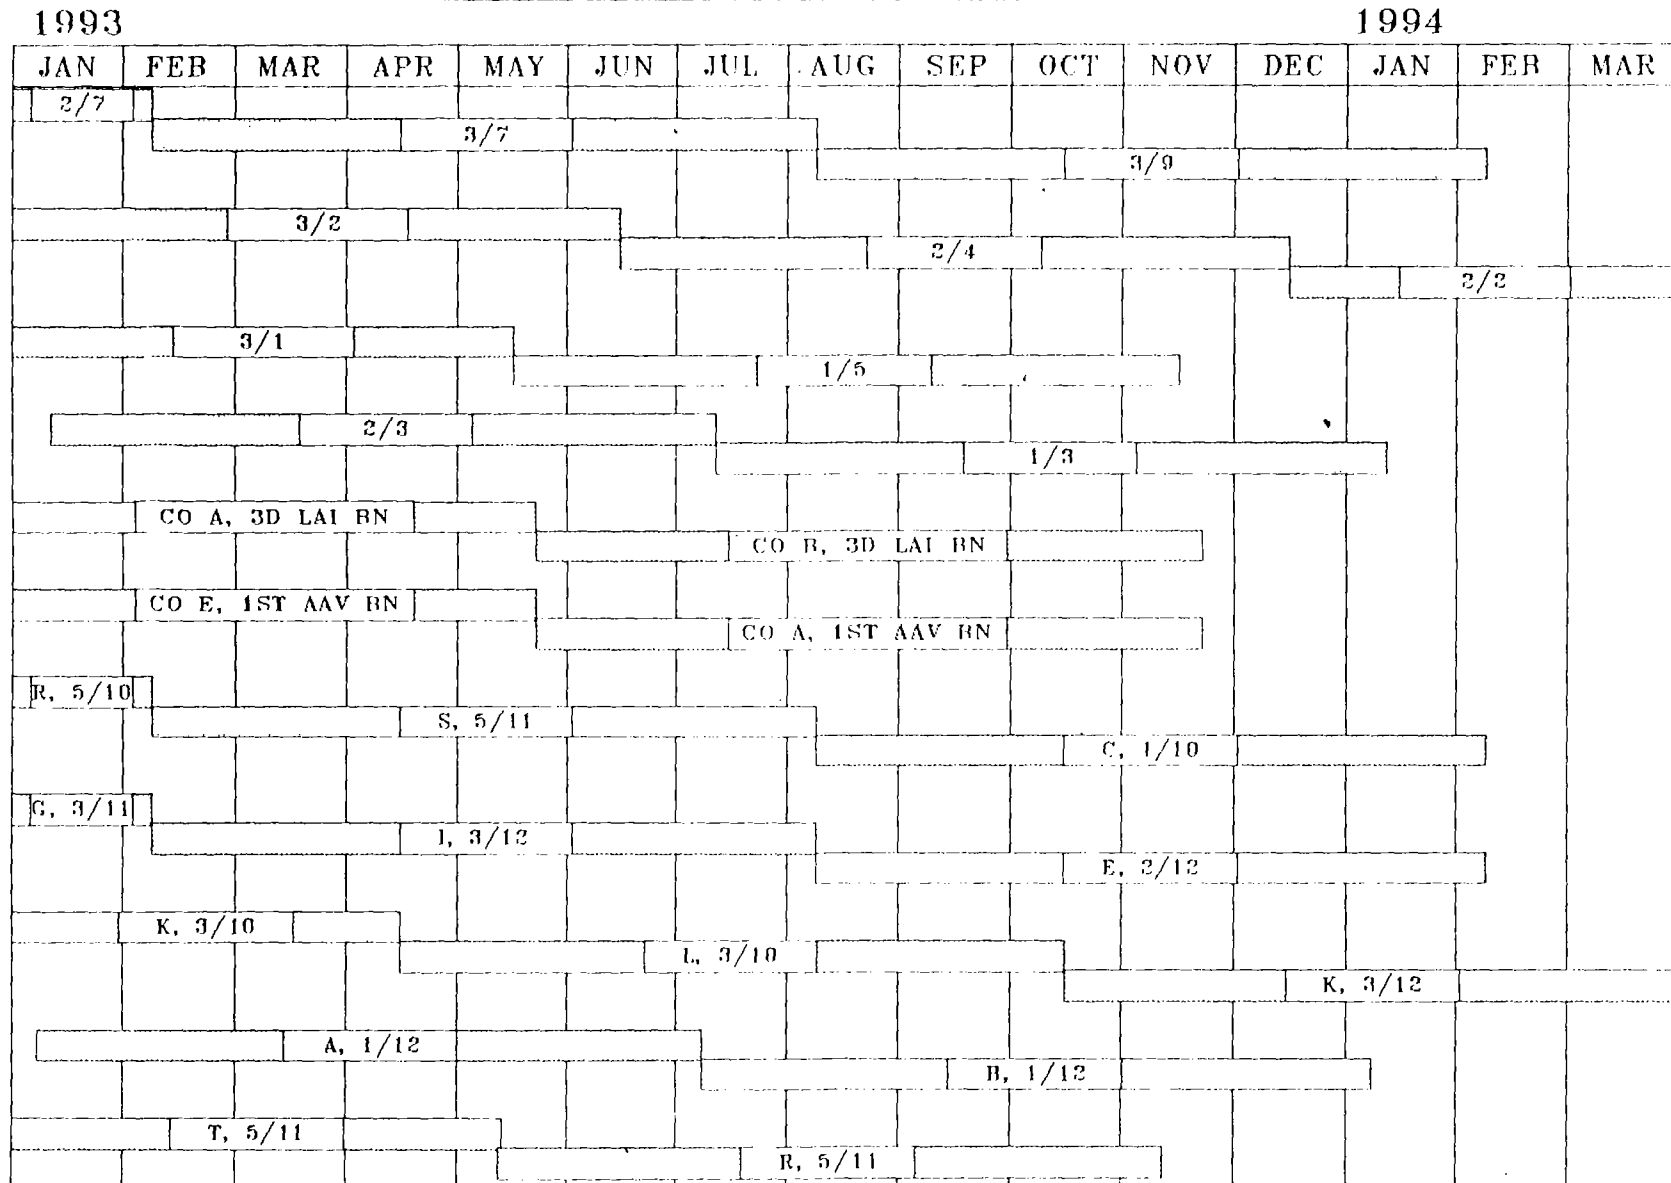 1993 1994
JAN FEB MAR APR MAY JUN JUL AUG SEP OCT NOV DEC JAN FEB MAR
2/7
3/7
3/9
3/2
2/4
2/2
3/1
1/5
2/3
1/3
CO A, 3D LAI BN
CO B, 3D LAI BN
CO E, 1ST AAV BN
CO A, 1ST AAV BN
R, 5/10
S, 5/11
C, 1/10
G, 3/11
I, 3/12
E, 2/12
K, 3/10
L, 3/10
K, 3/12
A, 1/12
B, 1/12
T, 5/11
R, 5/11